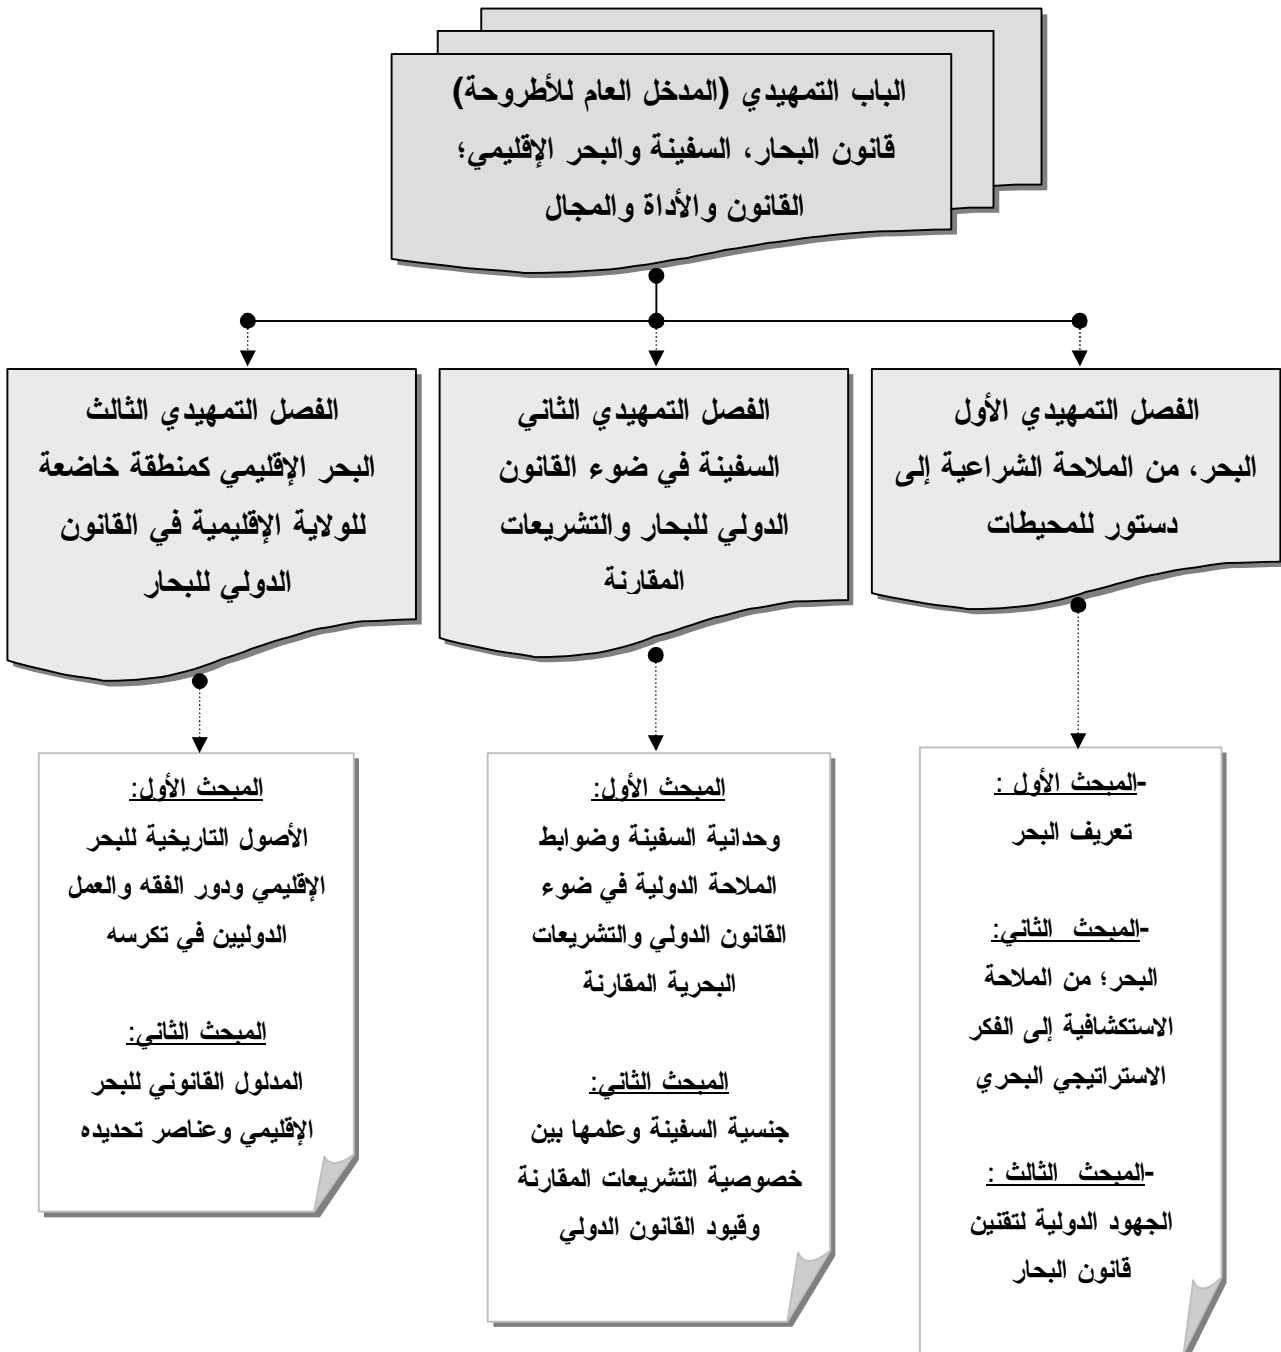 الباب التمهيدي (المدخل العام للأطروحة)
قانون البحار، السفينة والبحر الإقليمي؛
القانون والأداة والمجال
الفصل التمهيدي الأول
البحر، من الملاحة الشراعية إلى
دستور للمحيطات
الفصل التمهيدي الثاني
السفينة في ضوء القانون
الدولي للبحار والتشريعات
المقارنة
الفصل التمهيدي الثالث
البحر الإقليمي كمنطقة خاضعة
للولاية الإقليمية في القانون
الدولي للبحار
-المبحث الأول :
تعريف البحر
-المبحث الثاني:
البحر؛ من الملاحة
الاستكشافية إلى الفكر
الاستراتيجي البحري
-المبحث الثالث :
الجهود الدولية لتقنين
قانون البحار
المبحث الأول:
وحدانية السفينة وضوابط
الملاحة الدولية في ضوء
القانون الدولي والتشريعات
البحرية المقارنة
المبحث الثاني:
جنسية السفينة وعلمها بين
خصوصية التشريعات المقارنة
وقيود القانون الدولي
المبحث الأول:
الأصول التاريخية للبحر
الإقليمي ودور الفقه والعمل
الدوليين في تكرسه
المبحث الثاني:
المدلول القانوني للبحر
الإقليمي وعناصر تحديده